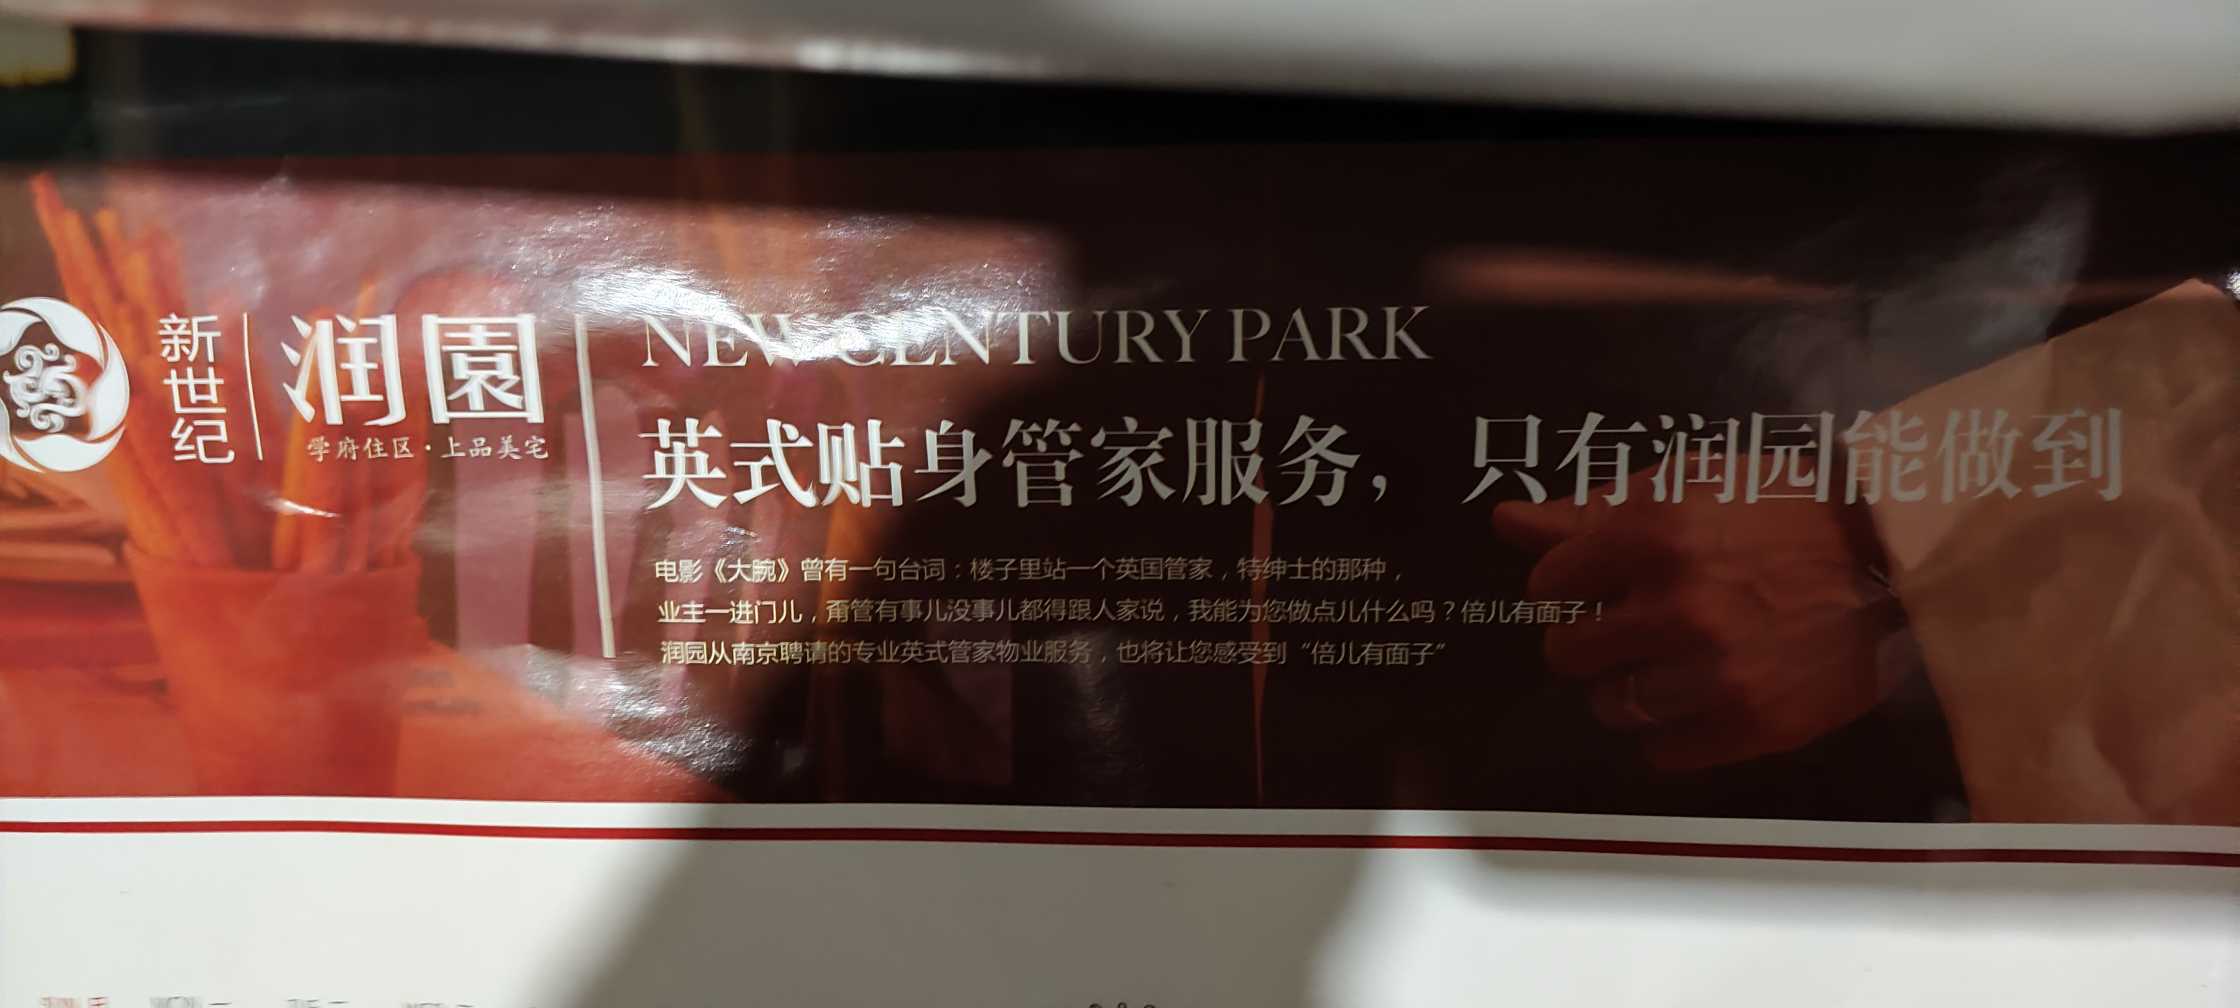 新世纪
润園
学府住区·上品美宅
NEW CENTURY PARK
英式贴身管家服务，只有润园能做到
电影《大腕》曾有一句台词：楼子里站一个英国管家，特绅士的那种，
业主一进门儿，甭管有事儿没事儿都得跟人家说，我能为您做点儿什么吗？倍儿有面子！
润园从南京聘请的专业英式管家物业服务，也将让您感受到“倍儿有面子”